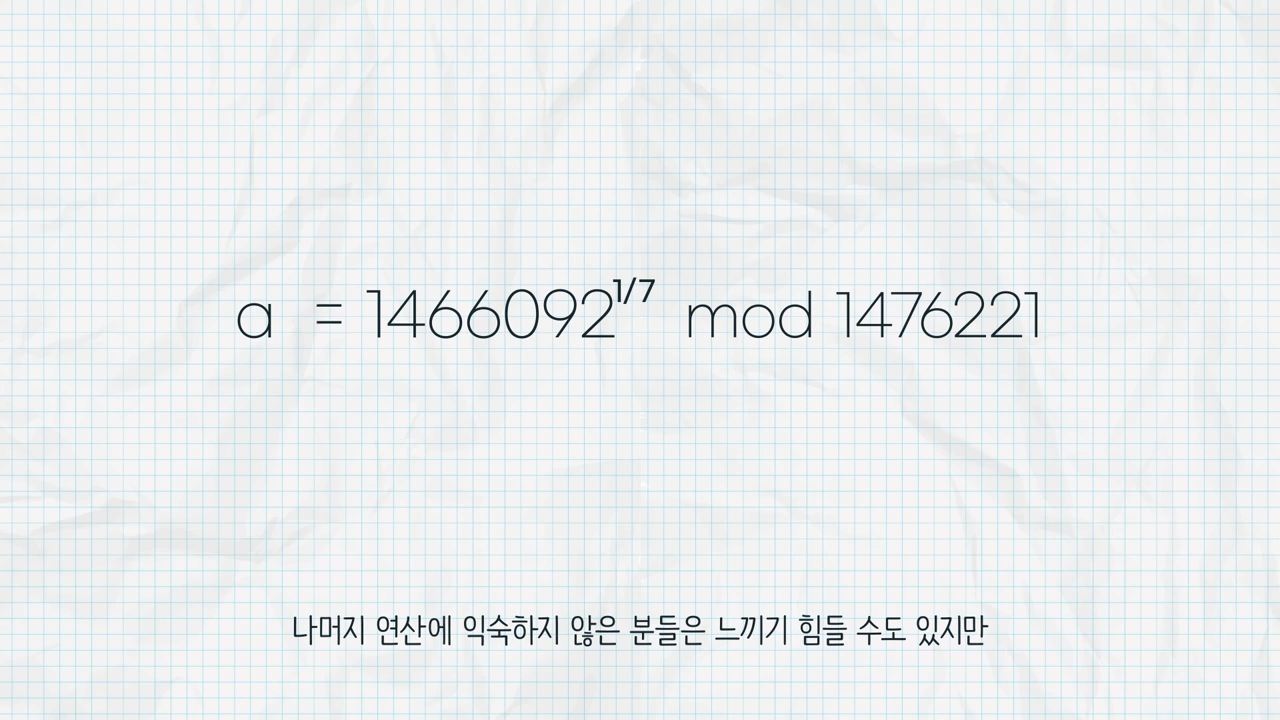 a = 1466092^1/7 mod 1476221
나머지 연산에 익숙하지 않은 분들은 느끼기 힘들 수도 있지만